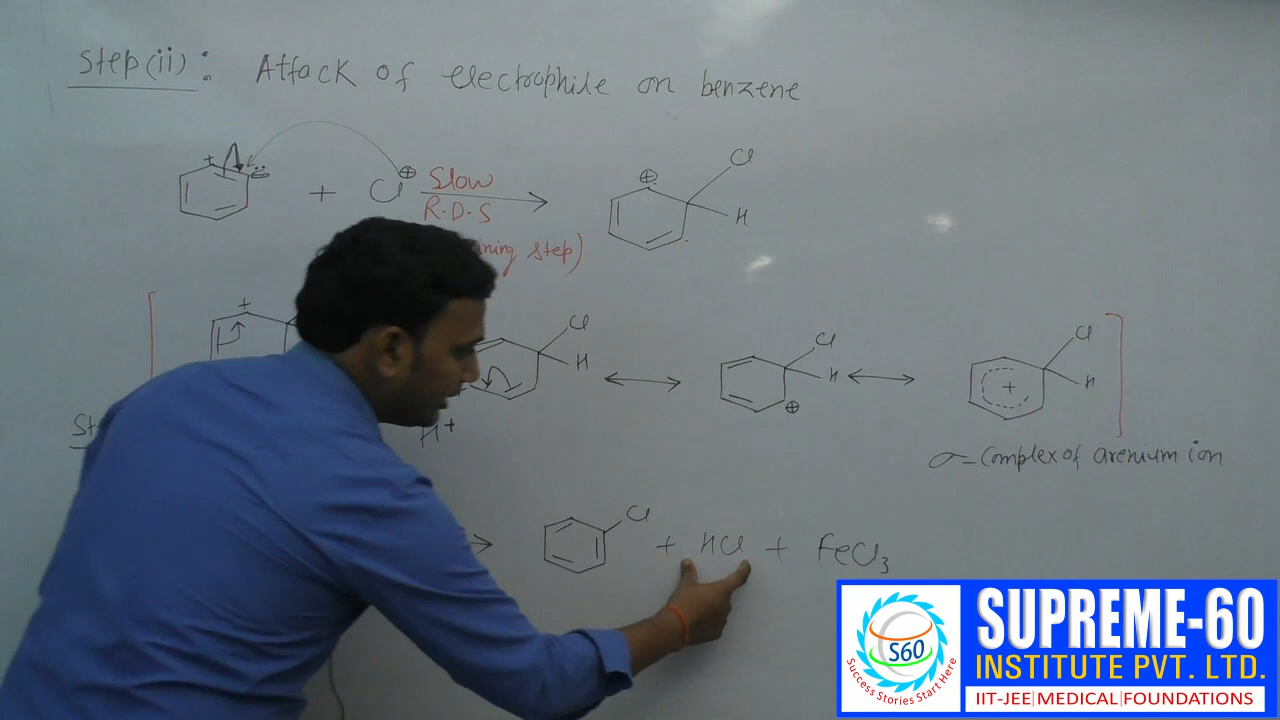 Step(ii): Attack of electrophile on benzene
+ + Cl ⊕ Slow
R.D.S
step)
⊕ Cl H
+ Cl H Cl H ⊕ Cl H +
H+
σ-complex of arenium ion
Cl + HCl + FeCl3
S60
Success Stories Start Here
SUPREME-60
INSTITUTE PVT. LTD.
IIT-JEE|MEDICAL|FOUNDATIONS